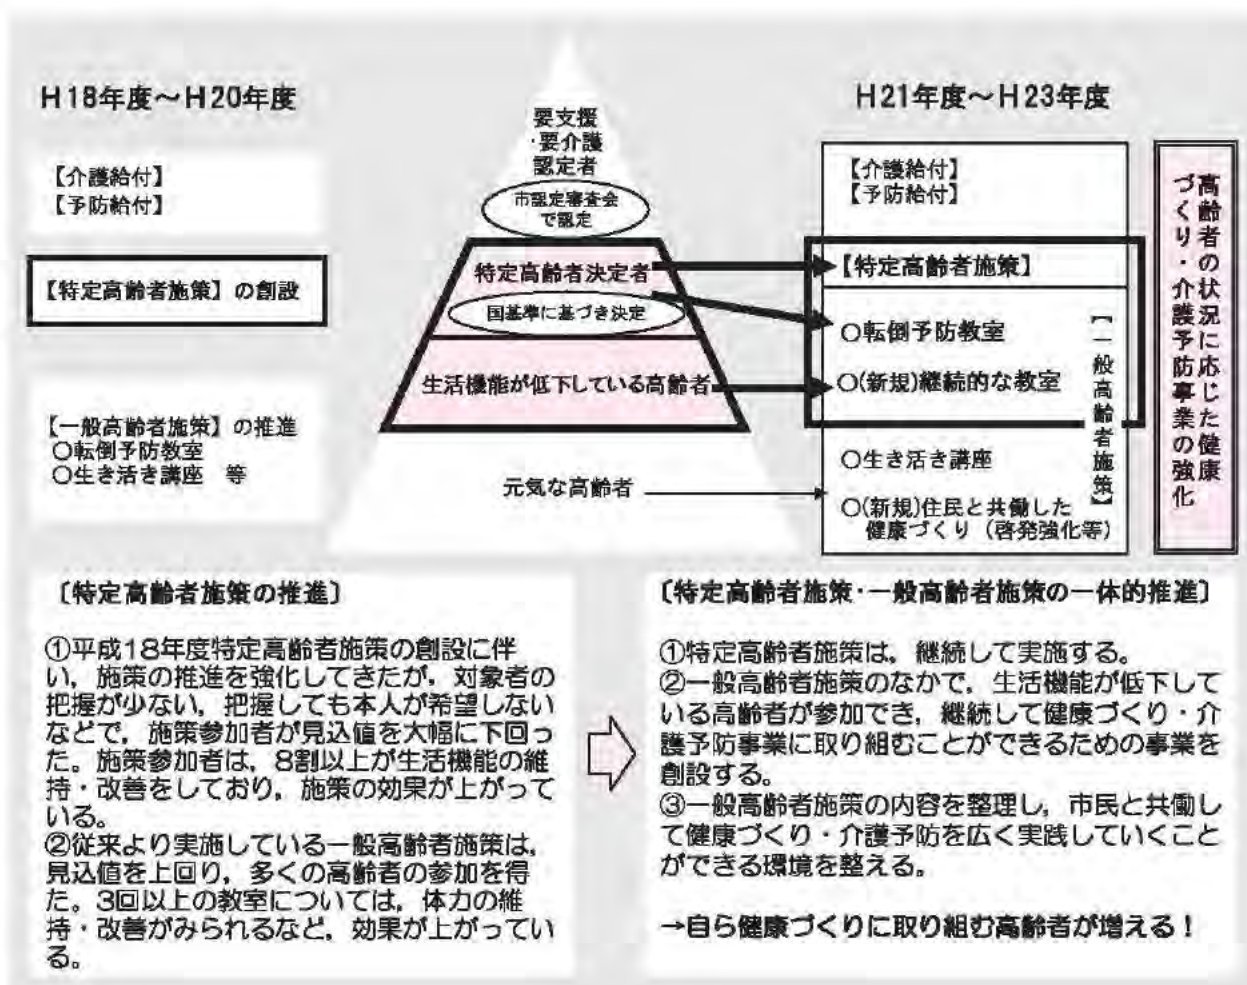 H18年度～H20年度
【介護給付】
【予防給付】
【特定高齢者施策】の創設
【一般高齢者施策】の推進
○転倒予防教室
○生き活き講座　等
要支援
・要介護
認定者
市認定審査会
で認定
特定高齢者決定者
国基準に基づき決定
生活機能が低下している高齢者
元気な高齢者
H21年度～H23年度
【介護給付】
【予防給付】
【特定高齢者施策】
○転倒予防教室
○(新規)継続的な教室
○生き活き講座
○(新規)住民と共働した
健康づくり（啓発強化等）
【一般高齢者施策】
高齢者の状況に応じた健康
づくり・介護予防事業の強化
〔特定高齢者施策の推進〕
①平成18年度特定高齢者施策の創設に伴
い，施策の推進を強化してきたが，対象者の
把握が少ない，把握しても本人が希望しない
などで，施策参加者が見込値を大幅に下回っ
た。施策参加者は，8割以上が生活機能の維
持・改善をしており，施策の効果が上がって
いる。
②従来より実施している一般高齢者施策は，
見込値を上回り，多くの高齢者の参加を得
た。3回以上の教室については，体力の維
持・改善がみられるなど，効果が上がってい
る。
〔特定高齢者施策・一般高齢者施策の一体的推進〕
①特定高齢者施策は，継続して実施する。
②一般高齢者施策のなかで，生活機能が低下して
いる高齢者が参加でき，継続して健康づくり・介
護予防事業に取り組むことができるための事業を
創設する。
③一般高齢者施策の内容を整理し，市民と共働し
て健康づくり・介護予防を広く実践していくこと
ができる環境を整える。
→自ら健康づくりに取り組む高齢者が増える！